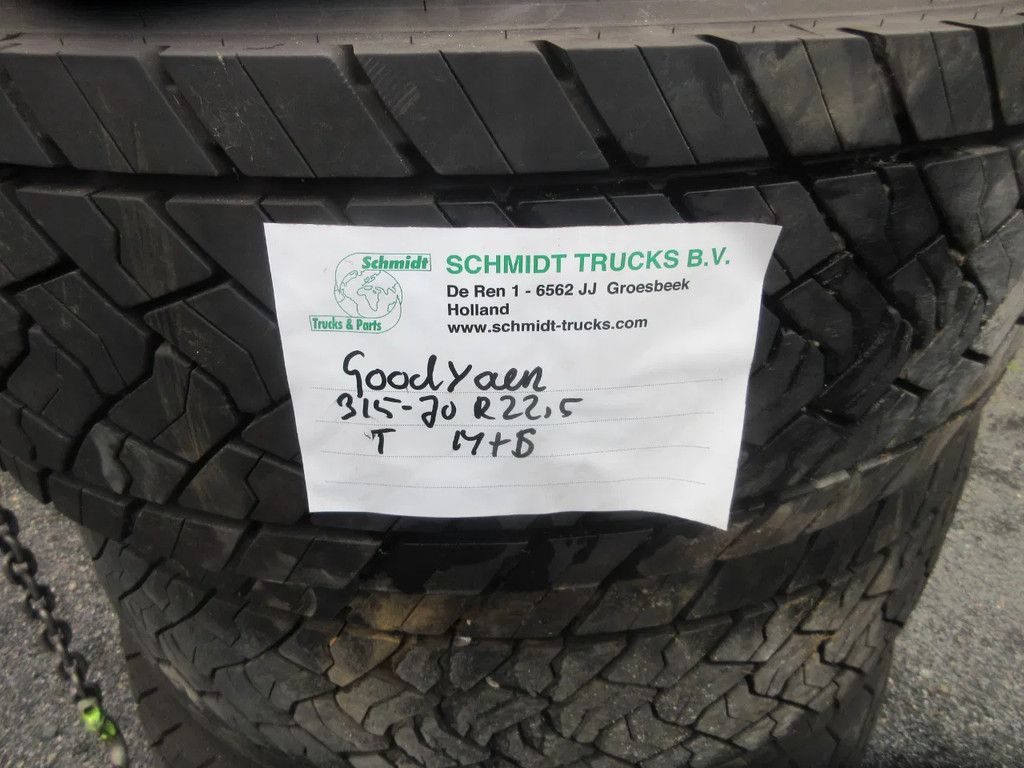 Schmidt
Trucks & Parts
SCHMIDT TRUCKS B.V.
De Ren 1 - 6562 JJ Groesbeek
Holland
www.schmidt-trucks.com
GoodYaer
315-70 R22,5
T M+S